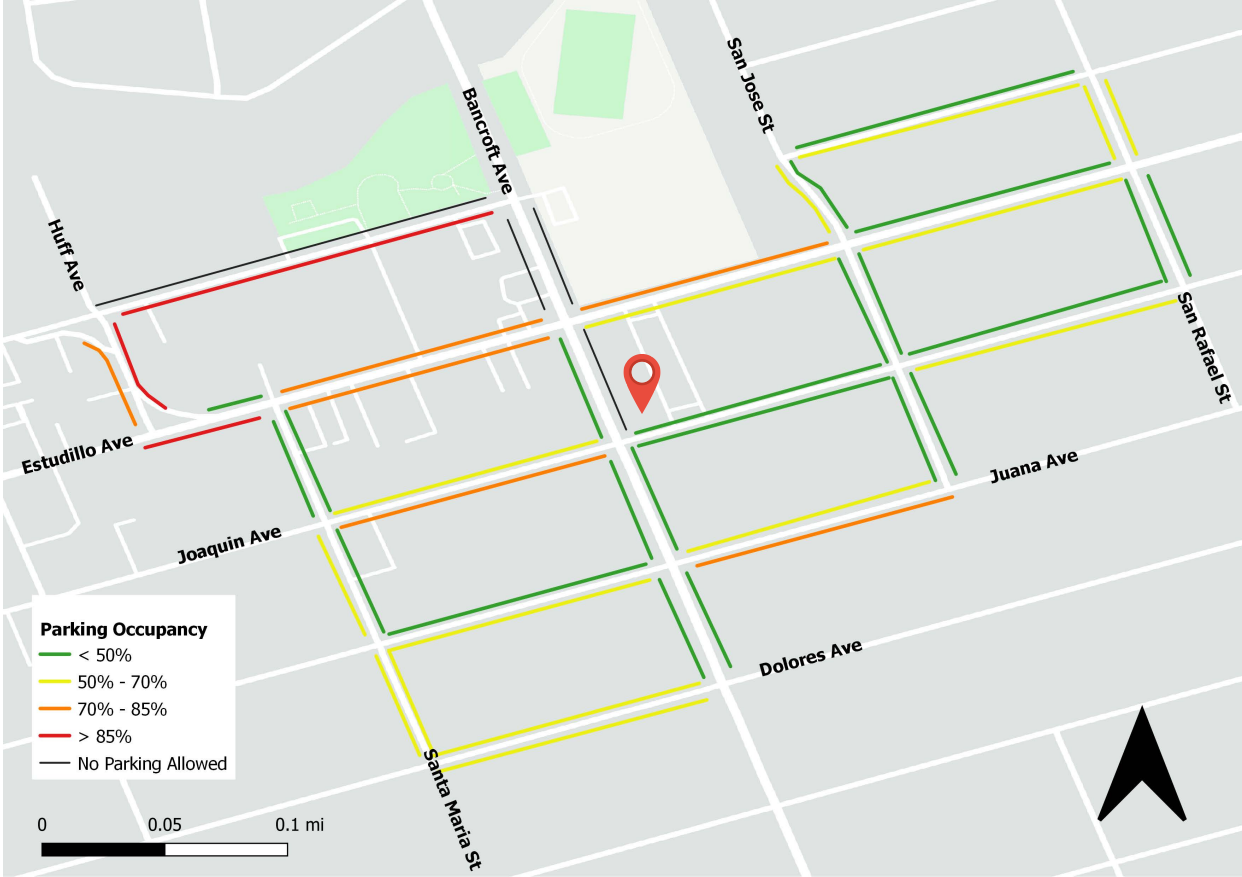 San Jose St
Bancroft Ave
Huff Ave
San Rafael St
Estudillo Ave
Juana Ave
Joaquin Ave
Dolores Ave
Santa Maria St
Parking Occupancy
< 50%
50% - 70%
70% - 85%
> 85%
No Parking Allowed
0 0.05 0.1 mi